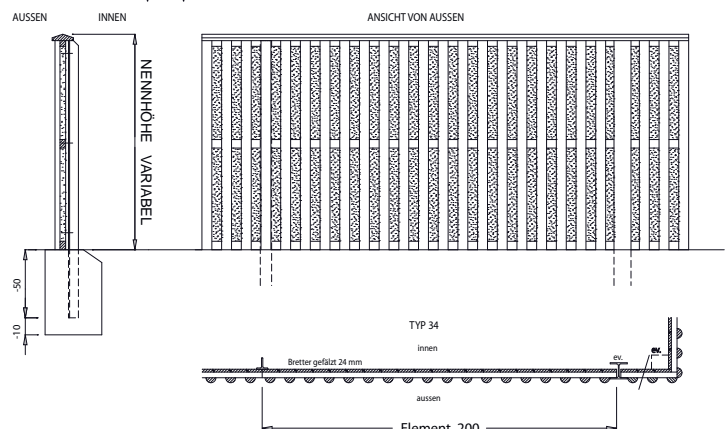 AUSSEN
INNEN
ANSICHT VON AUSSEN
NENNHÖHE VARIABEL
-50
-10
TYP 34
innen
ev.
ev.
Bretter gefälzt 24 mm
aussen
Element 200